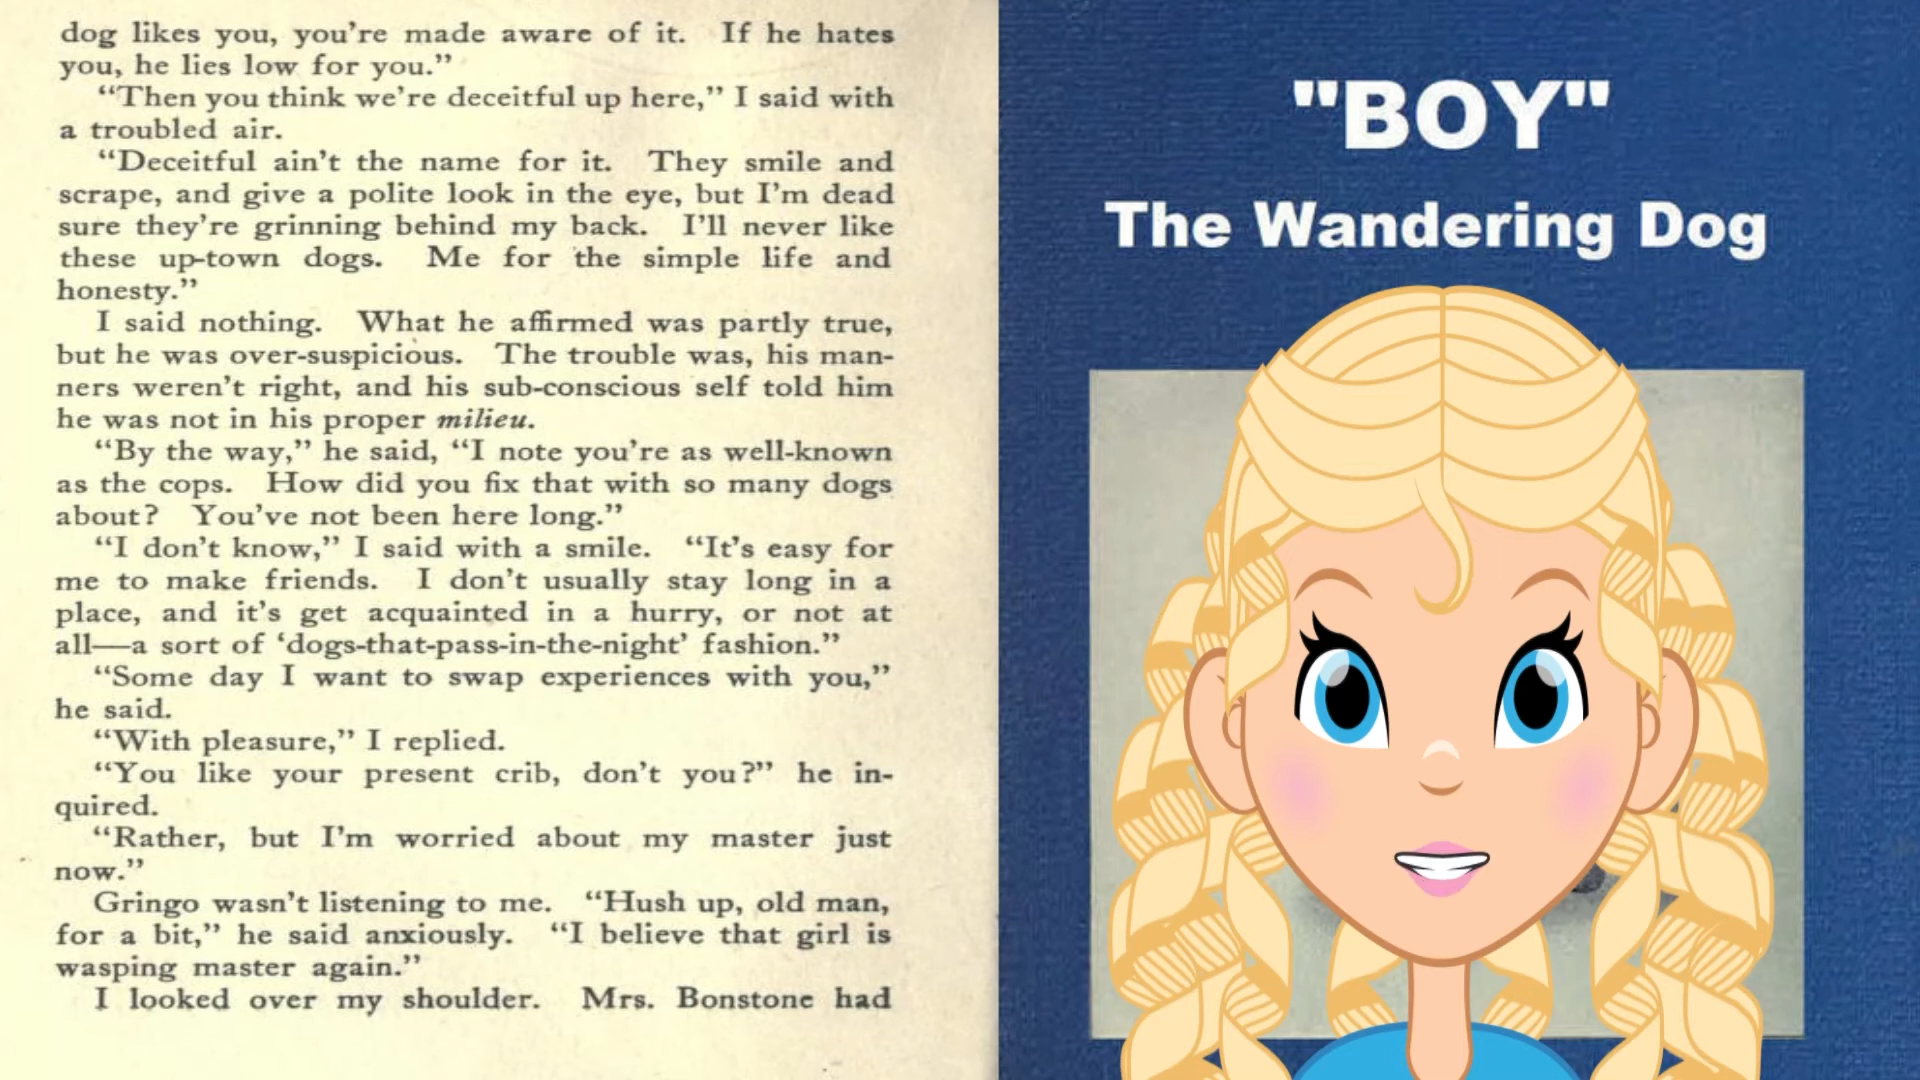 dog likes you, you're made aware of it. If he hates
you, he lies low for you."
"Then you think we're deceitful up here," I said with
a troubled air.
"Deceitful ain't the name for it. They smile and
scrape, and give a polite look in the eye, but I'm dead
sure they're grinning behind my back. I'll never like
these up-town dogs. Me for the simple life and
honesty."
I said nothing. What he affirmed was partly true,
but he was over-suspicious. The trouble was, his man-
ners weren't right, and his sub-conscious self told him
he was not in his proper milieu.
"By the way," he said, "I note you're as well-known
as the cops. How did you fix that with so many dogs
about? You've not been here long."
"I don't know," I said with a smile. "It's easy for
me to make friends. I don't usually stay long in a
place, and it's get acquainted in a hurry, or not at
all—a sort of 'dogs-that-pass-in-the-night' fashion."
"Some day I want to swap experiences with you,"
he said.
"With pleasure," I replied.
"You like your present crib, don't you?" he in-
quired.
"Rather, but I'm worried about my master just
now."
Gringo wasn't listening to me. "Hush up, old man,
for a bit," he said anxiously. "I believe that girl is
wasping master again."
I looked over my shoulder. Mrs. Bonstone had
"BOY"
The Wandering Dog